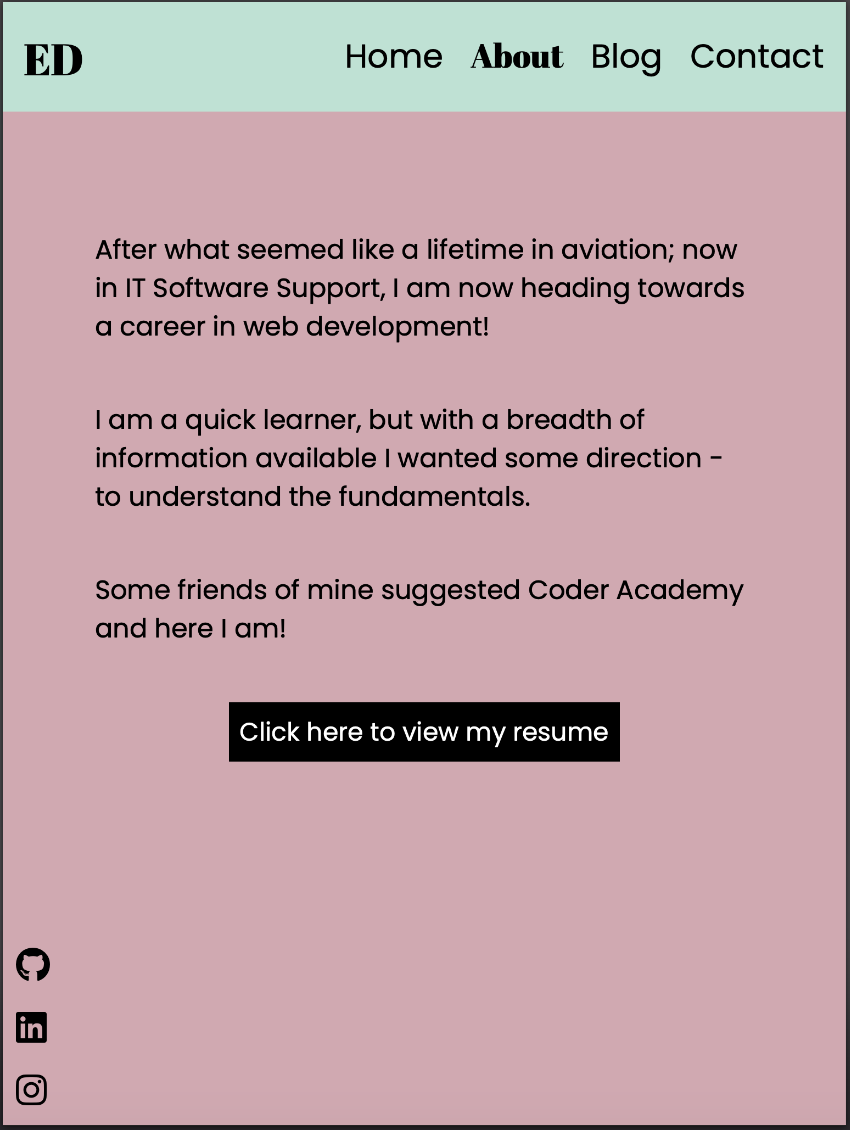 ED
Home About Blog Contact
After what seemed like a lifetime in aviation; now
in IT Software Support, I am now heading towards
a career in web development!
I am a quick learner, but with a breadth of
information available I wanted some direction -
to understand the fundamentals.
Some friends of mine suggested Coder Academy
and here I am!
Click here to view my resume
in